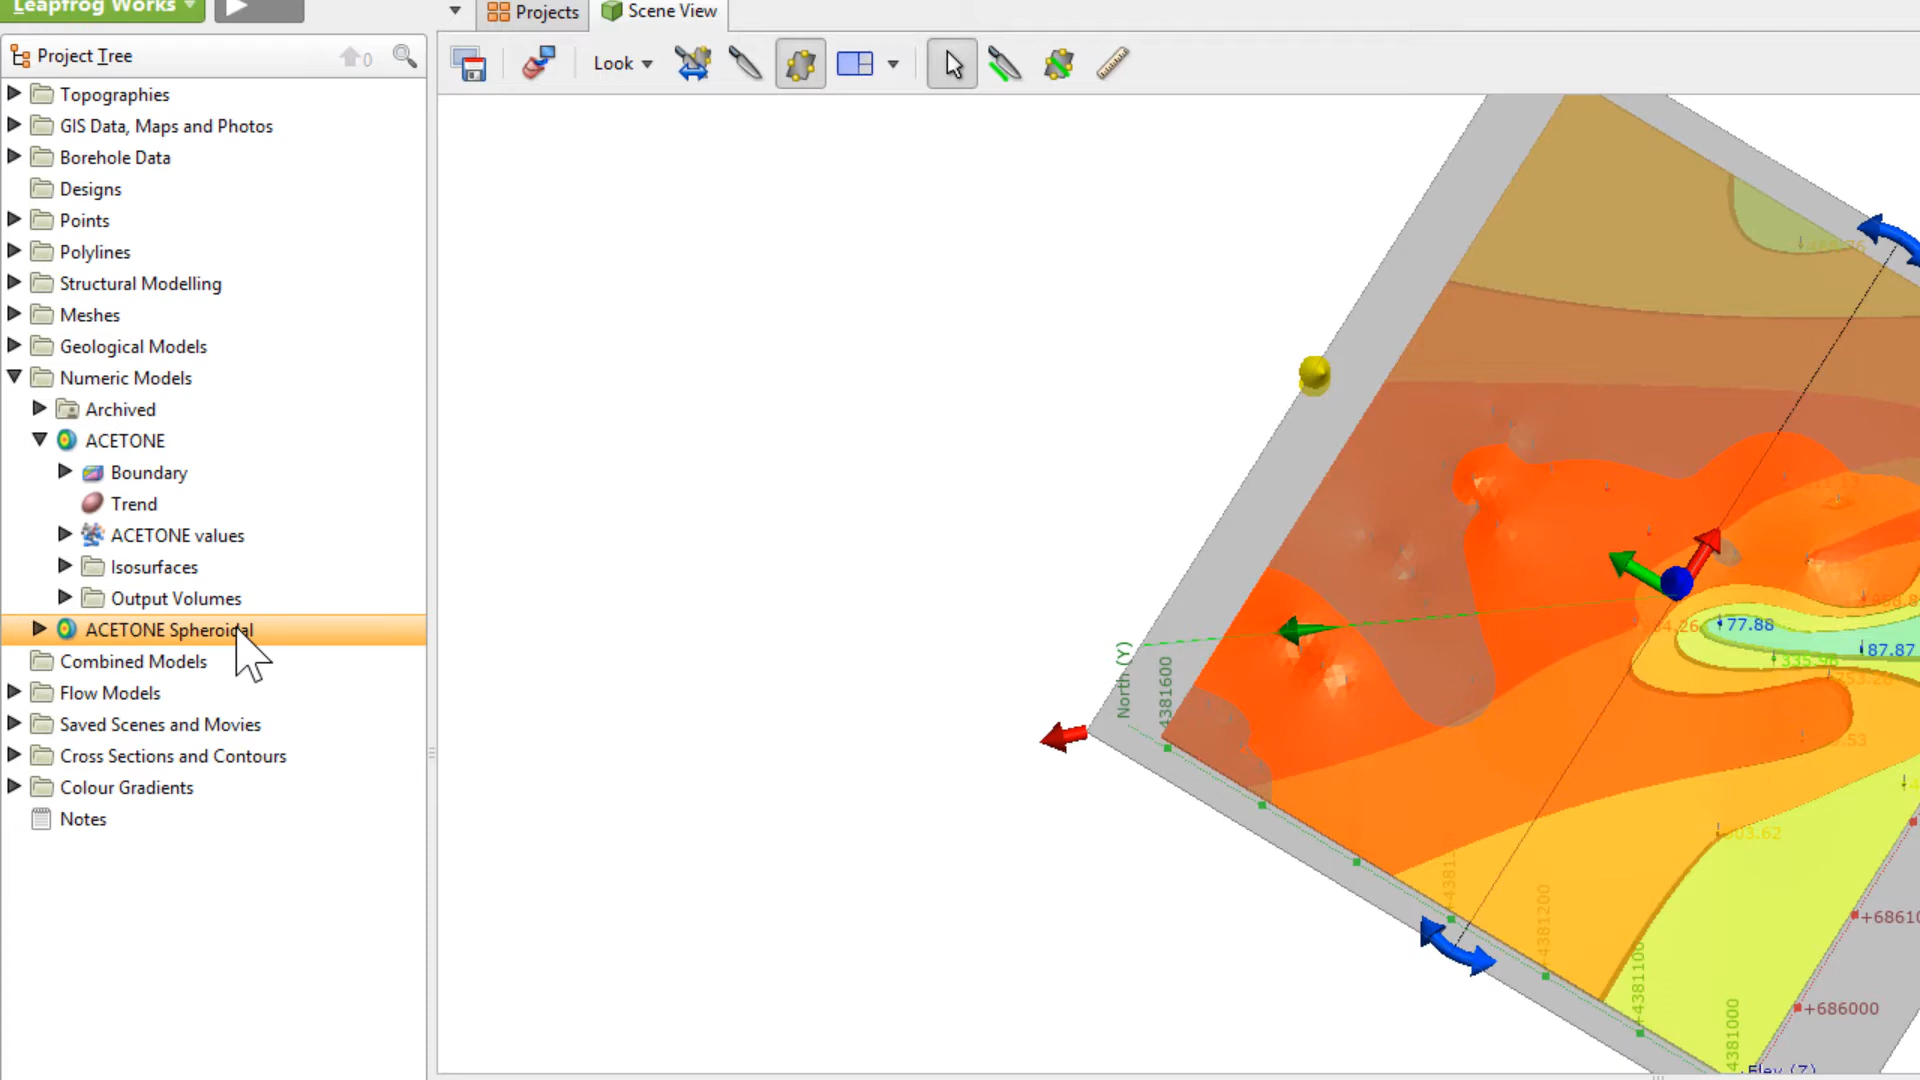 Leapfrog Works
Projects
Scene View
Project Tree
0
Look
Topographies
GIS Data, Maps and Photos
Borehole Data
Designs
Points
Polylines
Structural Modelling
Meshes
Geological Models
Numeric Models
Archived
ACETONE
Boundary
Trend
ACETONE values
Isosurfaces
Output Volumes
ACETONE Spheroidal
Combined Models
Flow Models
Saved Scenes and Movies
Cross Sections and Contours
Colour Gradients
Notes
77.88
87.87
North (Y)
4381600
+4381200
+4381100
4381000
+686000
Elev (Z)